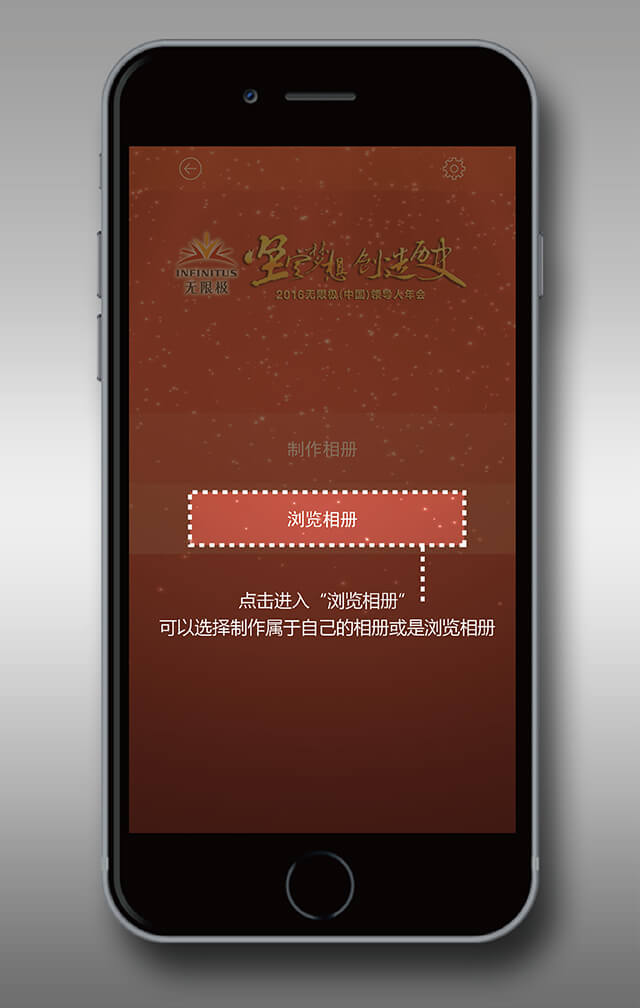 INFINITUS
无限极
坚定梦想 创造历史
2016无限极(中国)领导人年会
制作相册
浏览相册
点击进入“浏览相册”
可以选择制作属于自己的相册或是浏览相册